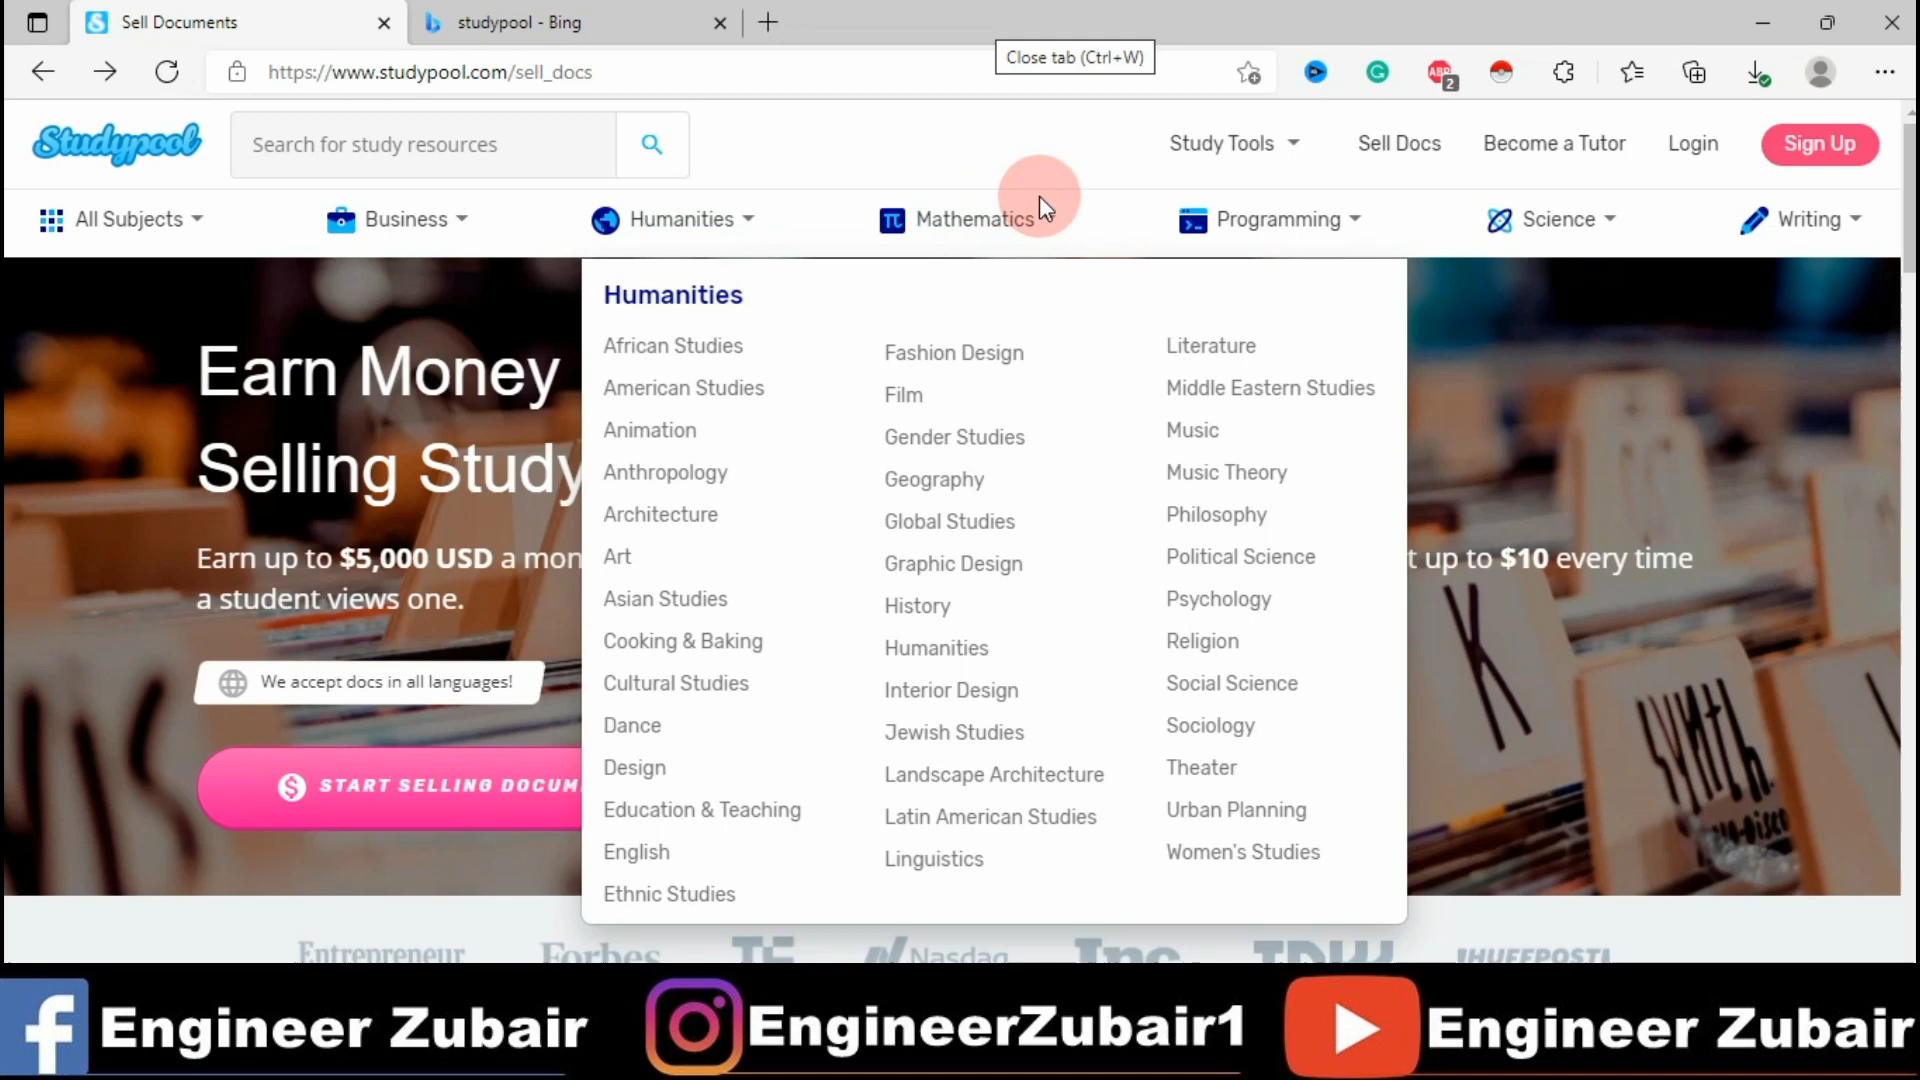 Sell Documents
studypool - Bing
Close tab (Ctrl+W)
https://www.studypool.com/sell_docs
ABP
2
Studypool
Search for study resources
Study Tools
Sell Docs
Become a Tutor
Login
Sign Up
All Subjects
Business
Humanities
Mathematics
Programming
Science
Writing
Earn Money
Selling Study
Earn up to $5,000 USD a mon
t up to $10 every time
a student views one.
We accept docs in all languages!
START SELLING DOCUM
Humanities
African Studies
American Studies
Animation
Anthropology
Architecture
Art
Asian Studies
Cooking & Baking
Cultural Studies
Dance
Design
Education & Teaching
English
Ethnic Studies
Fashion Design
Film
Gender Studies
Geography
Global Studies
Graphic Design
History
Humanities
Interior Design
Jewish Studies
Landscape Architecture
Latin American Studies
Linguistics
Literature
Middle Eastern Studies
Music
Music Theory
Philosophy
Political Science
Psychology
Religion
Social Science
Sociology
Theater
Urban Planning
Women's Studies
K
Entrepreneur
Forbes
Nasdaq
Inc.
Engineer Zubair
EngineerZubair1
Engineer Zubair